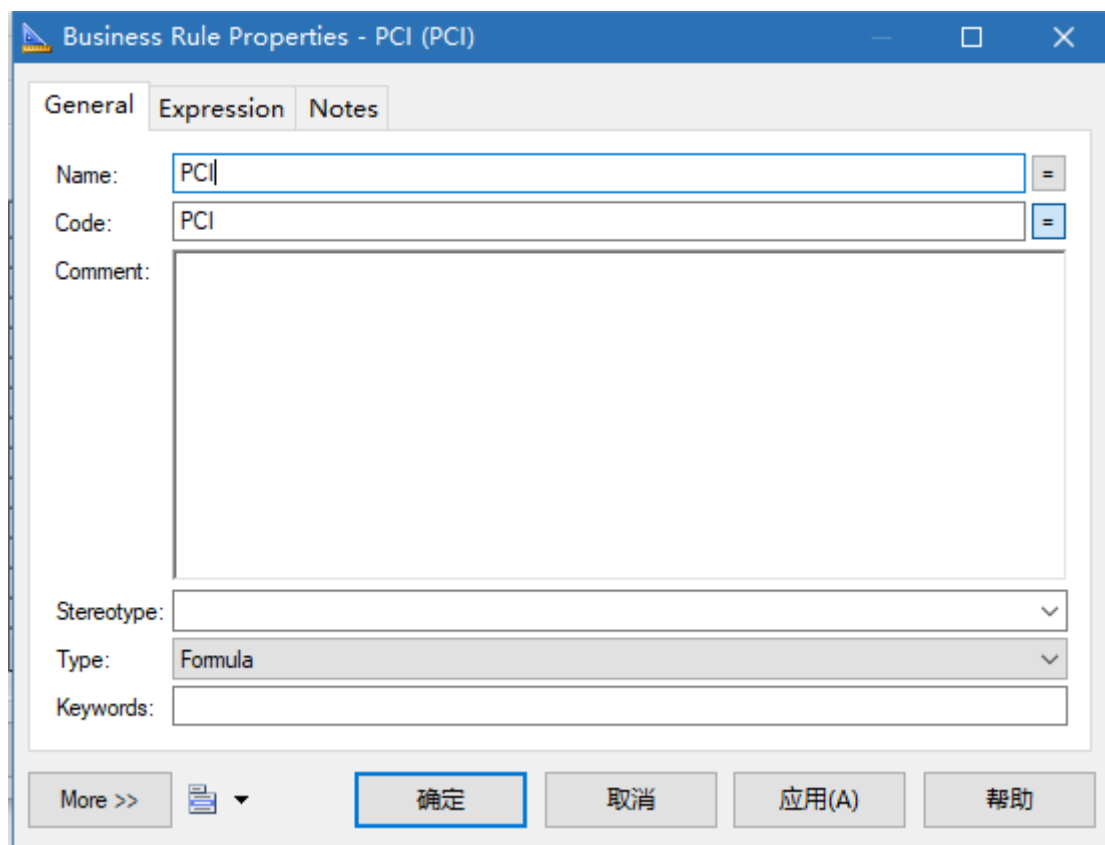 Business Rule Properties - PCI (PCI)
General Expression Notes
Name: PCI =
Code: PCI =
Comment:
Stereotype:
Type: Formula
Keywords:
More >> 确定 取消 应用(A) 帮助